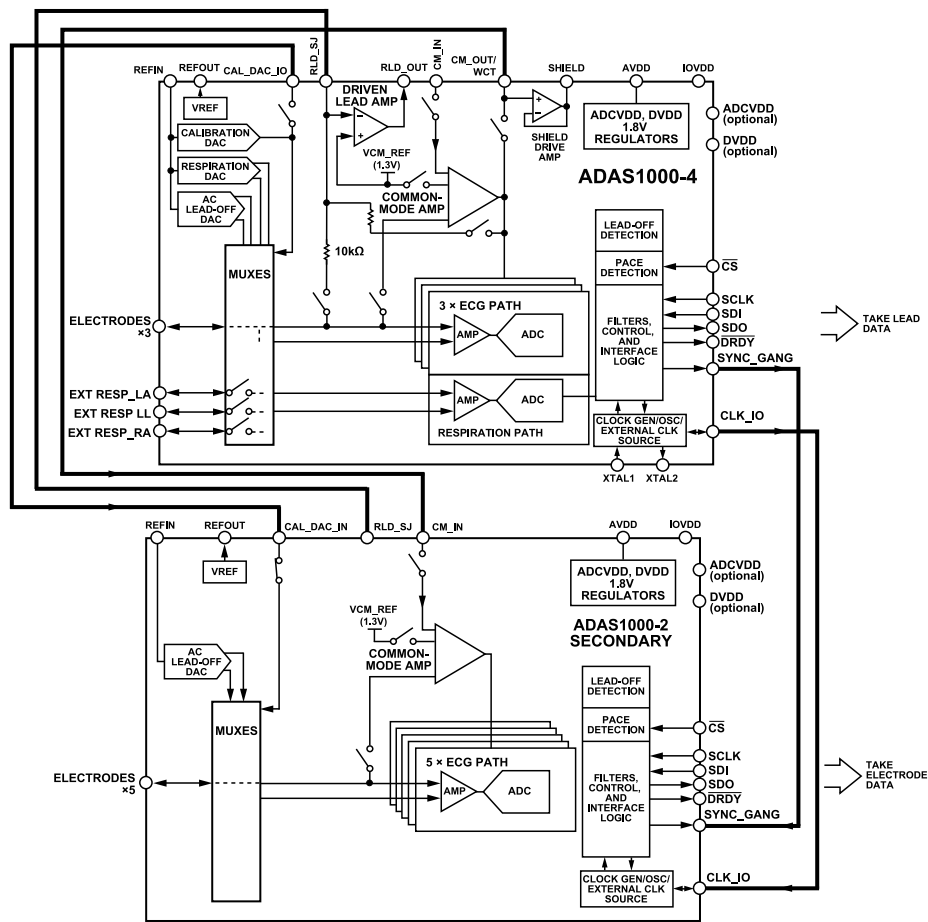 RLD_SJ
CM_IN
REFIN
REFOUT
CAL_DAC_IO
RLD_OUT
CM_OUT/
WCT
SHIELD
AVDD
IOVDD
VREF
DRIVEN
LEAD AMP
–
+
+
–
SHIELD
DRIVE
AMP
ADCVDD, DVDD
1.8V
REGULATORS
ADCVDD
(optional)
DVDD
(optional)
CALIBRATION
DAC
RESPIRATION
DAC
AC
LEAD-OFF
DAC
VCM_REF
(1.3V)
COMMON-
MODE AMP
ADAS1000-4
10kΩ
MUXES
LEAD-OFF
DETECTION
PACE
DETECTION
FILTERS,
CONTROL,
AND
INTERFACE
LOGIC
CS
SCLK
SDI
SDO
DRDY
SYNC_GANG
TAKE LEAD
DATA
ELECTRODES
×3
3 × ECG PATH
AMP
ADC
EXT RESP_LA
EXT RESP LL
EXT RESP_RA
AMP
ADC
RESPIRATION PATH
CLOCK GEN/OSC/
EXTERNAL CLK
SOURCE
CLK_IO
XTAL1
XTAL2
REFIN
REFOUT
CAL_DAC_IN
RLD_SJ
CM_IN
AVDD
IOVDD
VREF
ADCVDD, DVDD
1.8V
REGULATORS
ADCVDD
(optional)
DVDD
(optional)
VCM_REF
(1.3V)
COMMON-
MODE AMP
ADAS1000-2
SECONDARY
AC
LEAD-OFF
DAC
MUXES
LEAD-OFF
DETECTION
PACE
DETECTION
FILTERS,
CONTROL,
AND
INTERFACE
LOGIC
CS
SCLK
SDI
SDO
DRDY
SYNC_GANG
TAKE
ELECTRODE
DATA
ELECTRODES
×5
5 × ECG PATH
AMP
ADC
CLOCK GEN/OSC/
EXTERNAL CLK
SOURCE
CLK_IO